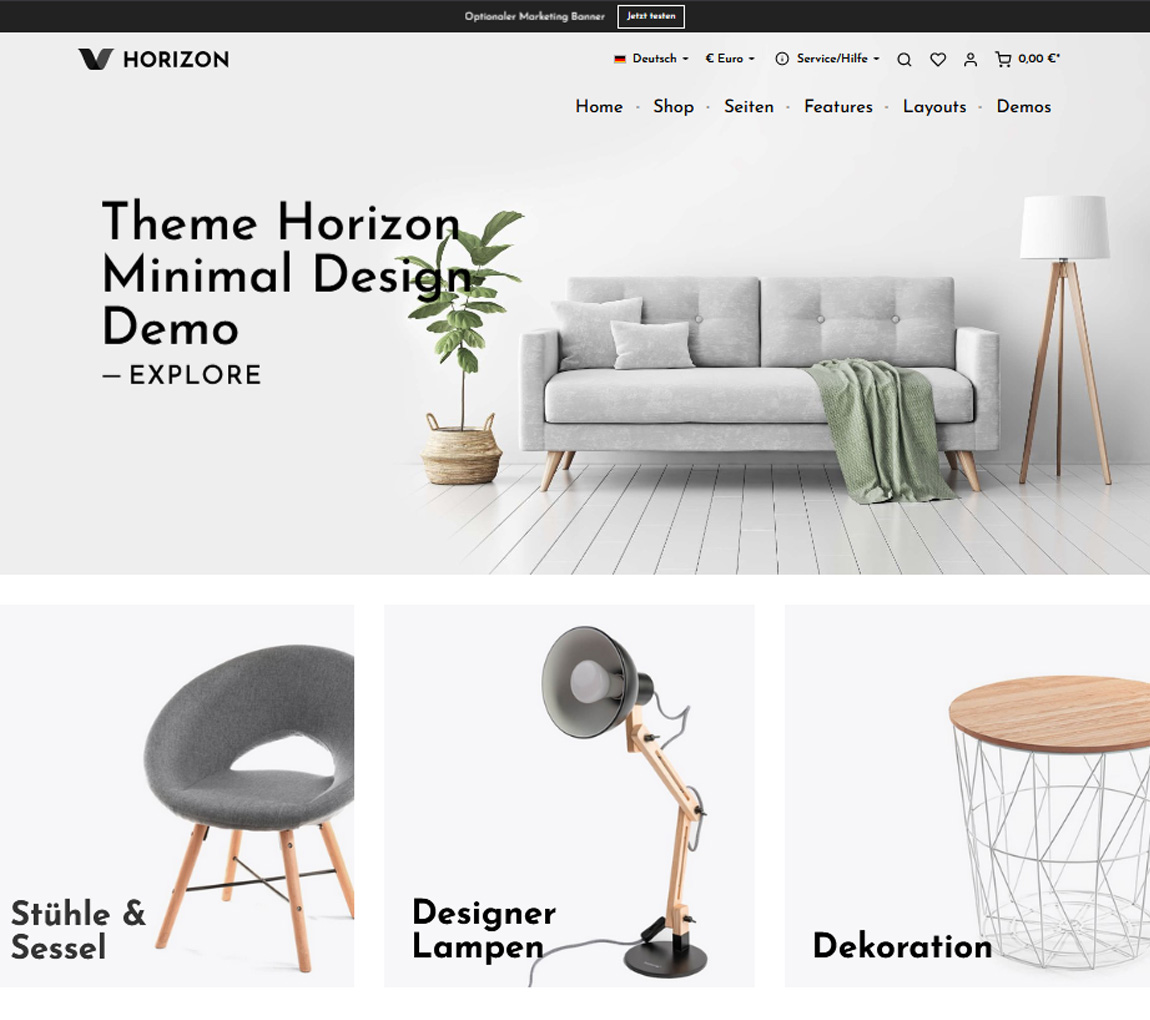 Optionaler Marketing Banner
Jetzt testen
HORIZON
Deutsch
€ Euro
Service/Hilfe
0,00 €*
Home
Shop
Seiten
Features
Layouts
Demos
Theme Horizon
Minimal Design
Demo
— EXPLORE
Stühle &
Sessel
Designer
Lampen
Dekoration